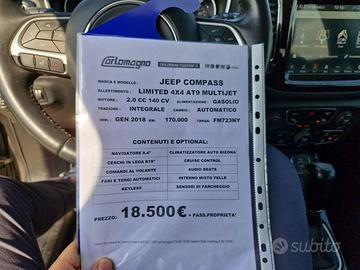 Carlomagno
MARCA E MODELLO: JEEP COMPASS
ALLESTIMENTO: LIMITED 4X4 AT9 MULTIJET
MOTORE: 2.0 CC 140 CV ALIMENTAZIONE: GASOLIO
TRAZIONE: INTEGRALE CAMBIO: AUTOMATICO
GEN 2018 KM: 170.000 TARGA: FM723NY
CONTENUTI E OPTIONAL:
NAVIGATORE 8.4" CLIMATIZZATORE AUTO BIZONA
CERCHI IN LEGA R19" CRUISE CONTROL
COMANDI AL VOLANTE AUDIO BEATS
FARI E TERGI AUTOMATICI INTERNO MISTO PELLE
KEYLESS SENSORI DI PARCHEGGIO
PREZZO: 18.500€ + PASS.PROPRIETA'
subito